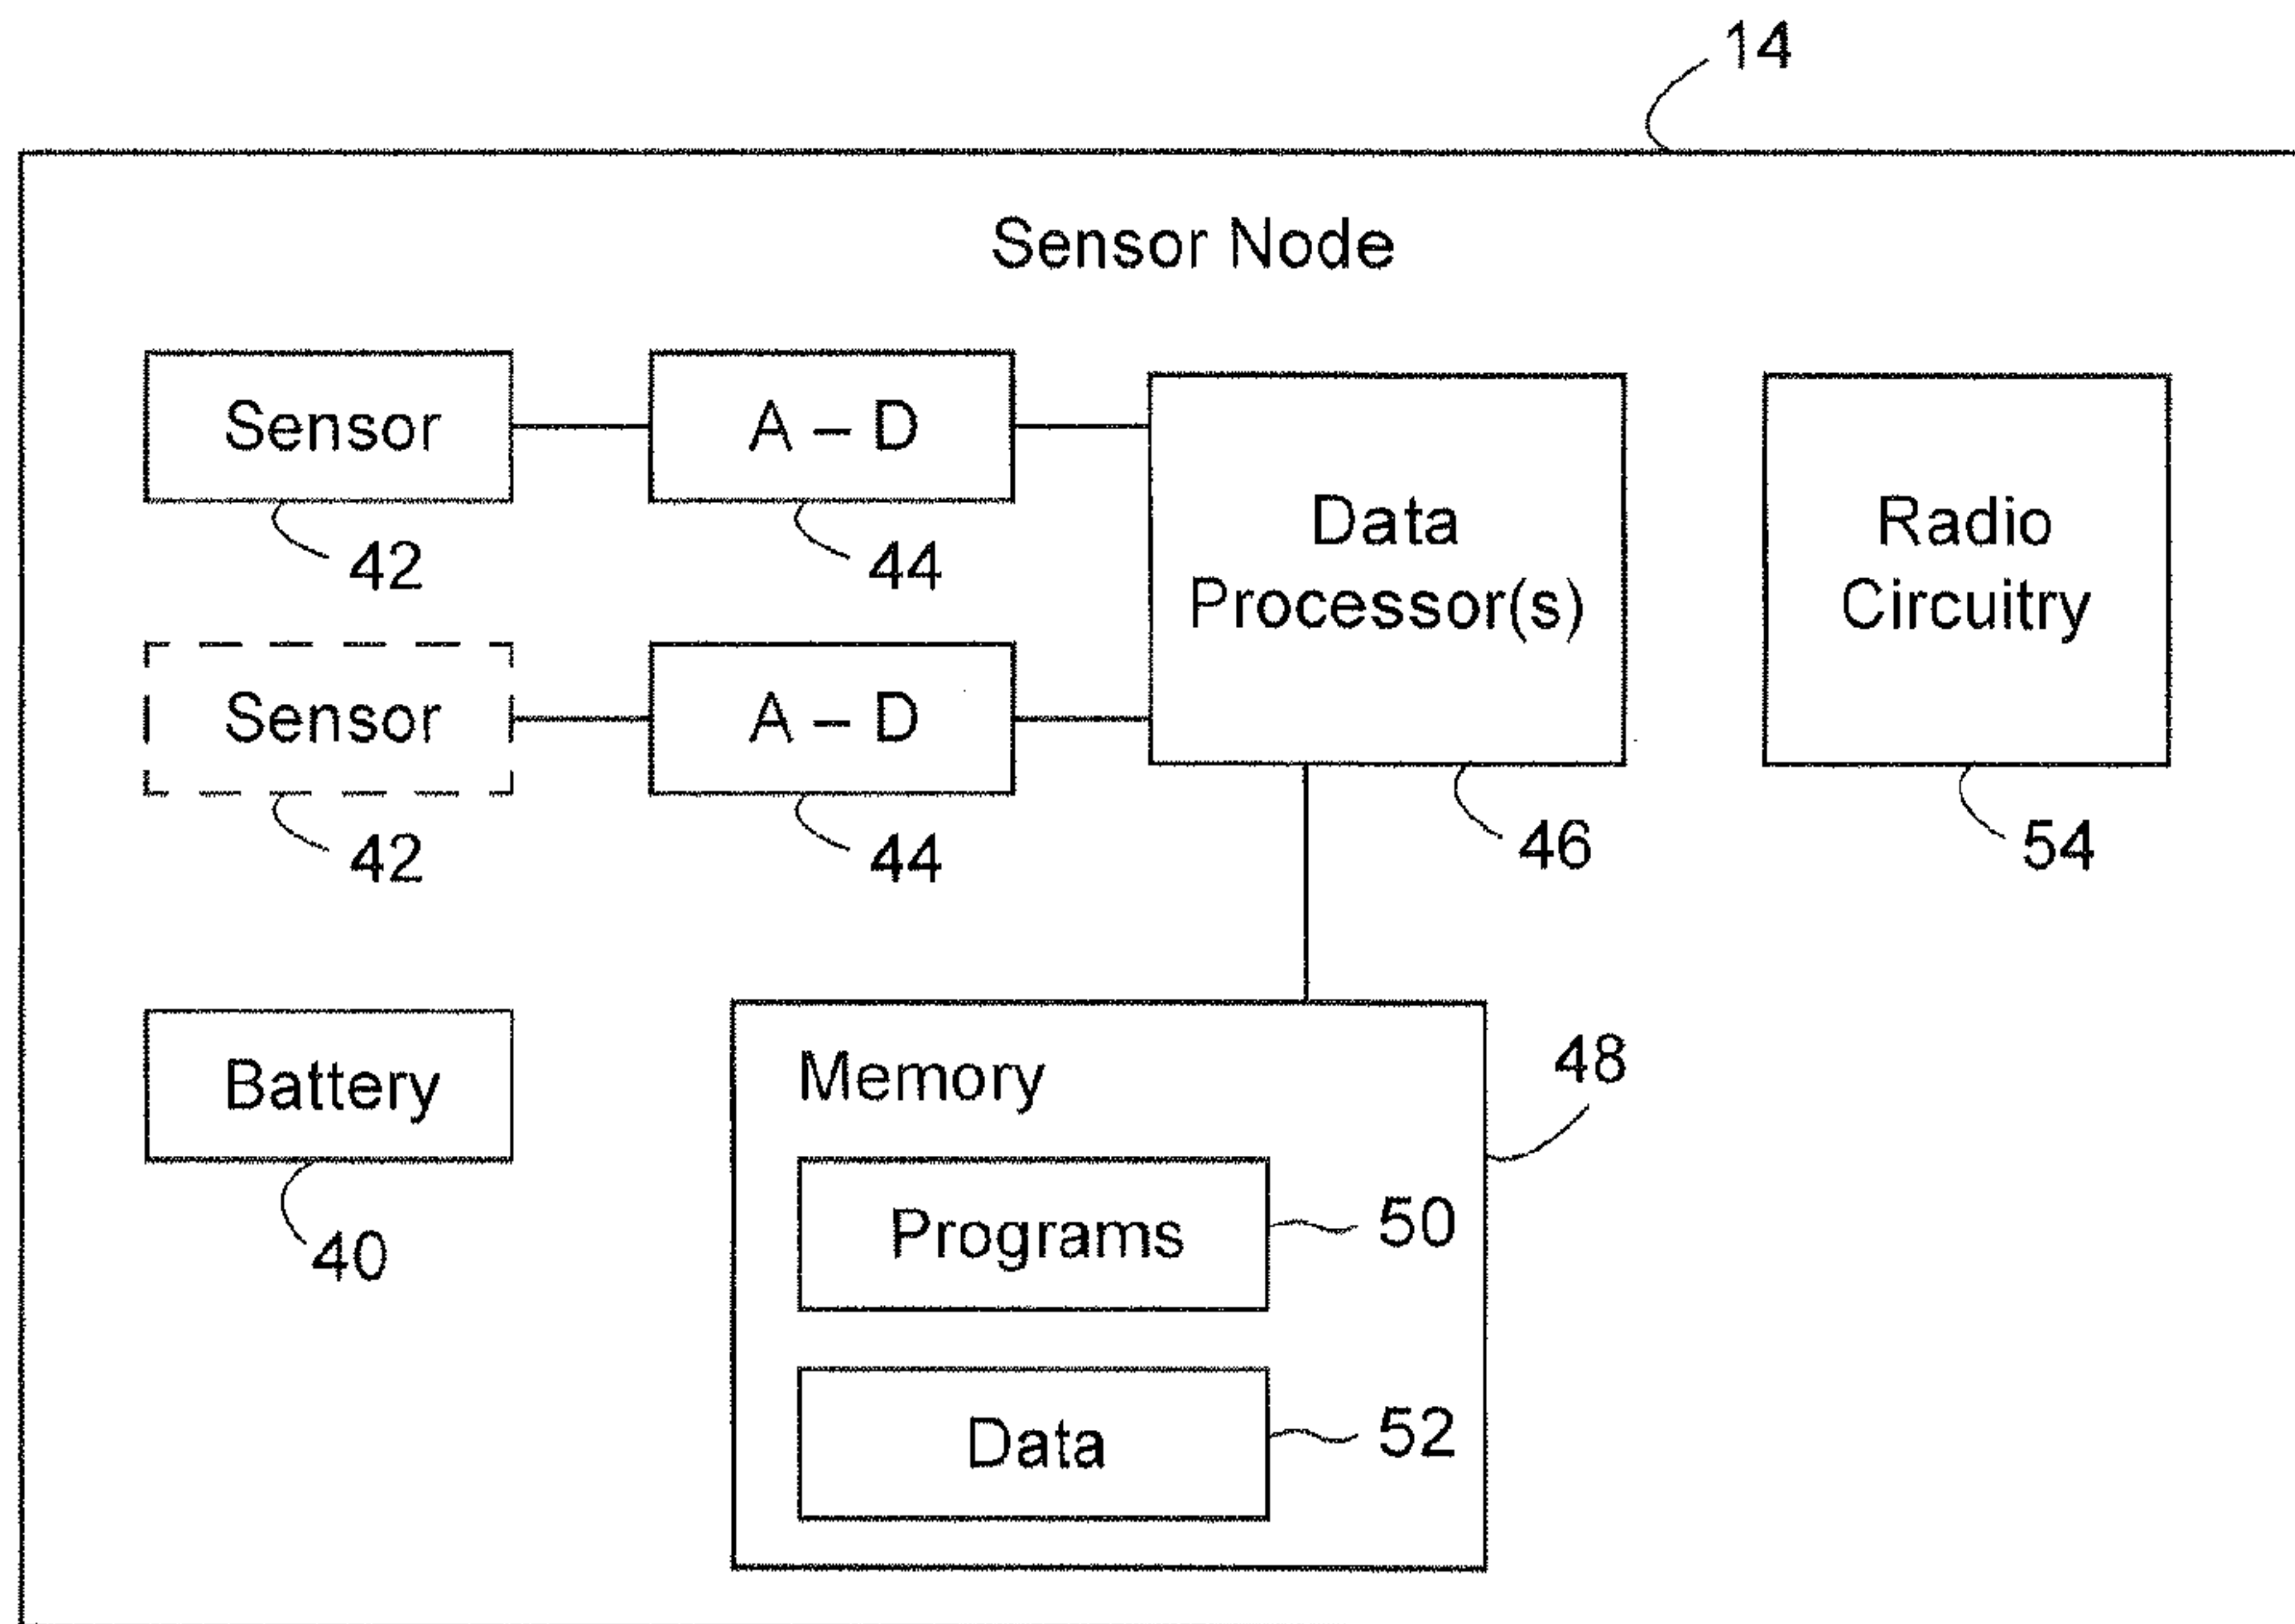 14
Sensor Node
Sensor
A – D
Data
Processor(s)
Radio
Circuitry
42
44
Sensor
A – D
42
44
46
54
Battery
40
Memory
48
Programs
50
Data
52